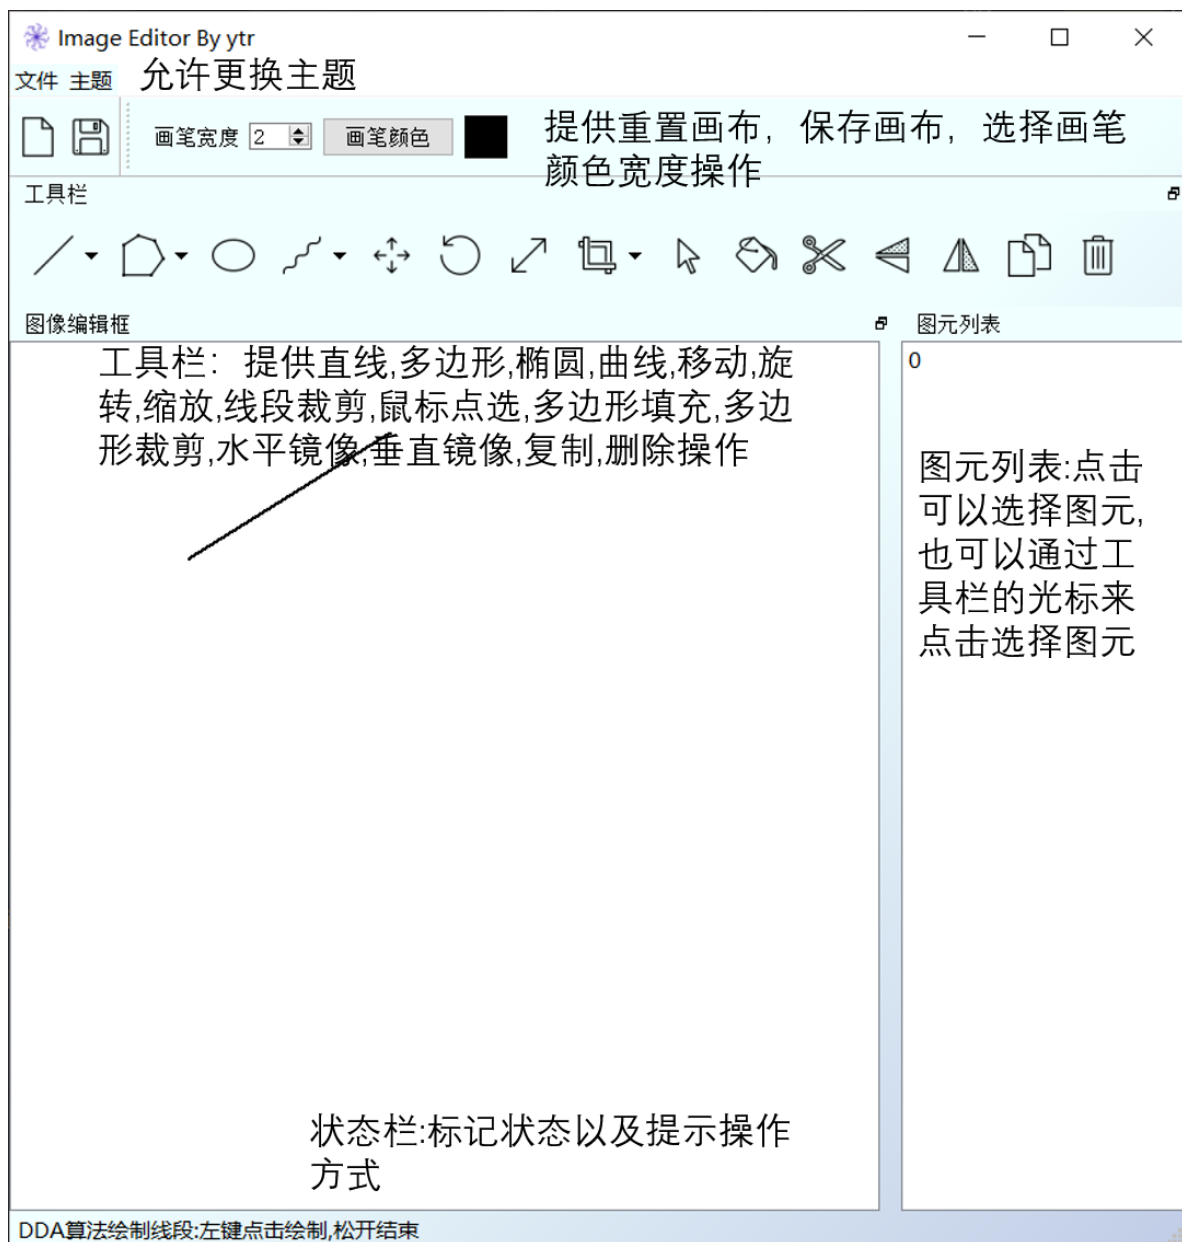 Image Editor By ytr
文件 主题 允许更换主题
画笔宽度 2 画笔颜色
提供重置画布, 保存画布, 选择画笔
颜色宽度操作
工具栏
图像编辑框
图元列表
工具栏: 提供直线,多边形,椭圆,曲线,移动,旋
转,缩放,线段裁剪,鼠标点选,多边形填充,多边
形裁剪,水平镜像,垂直镜像,复制,删除操作
0
图元列表:点击
可以选择图元,
也可以通过工
具栏的光标来
点击选择图元
状态栏:标记状态以及提示操作
方式
DDA算法绘制线段:左键点击绘制,松开结束